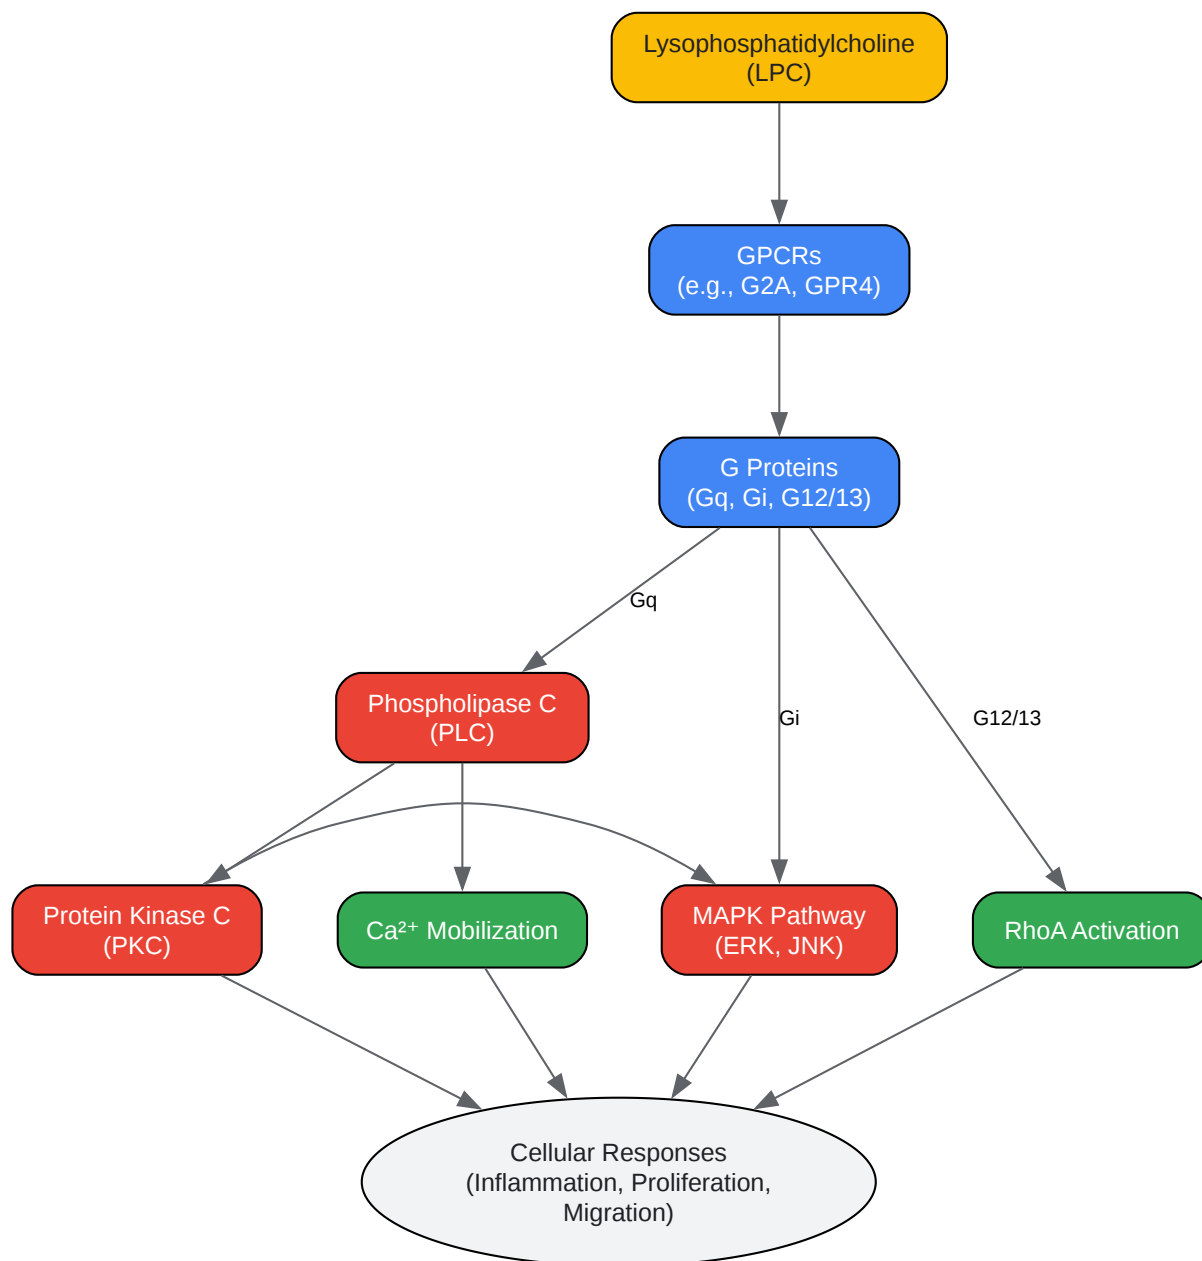 Lysophosphatidylcholine
(LPC)
GPCRs
(e.g., G2A, GPR4)
G Proteins
(Gq, Gi, G12/13)
Gq
Phospholipase C
(PLC)
Gi
G12/13
Protein Kinase C
(PKC)
Ca²⁺ Mobilization
MAPK Pathway
(ERK, JNK)
RhoA Activation
Cellular Responses
(Inflammation, Proliferation,
Migration)